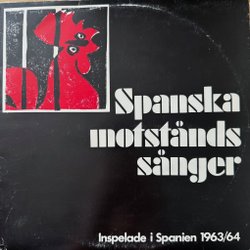 Spanska
motstånds
sånger
Inspelade i Spanien 1963/64